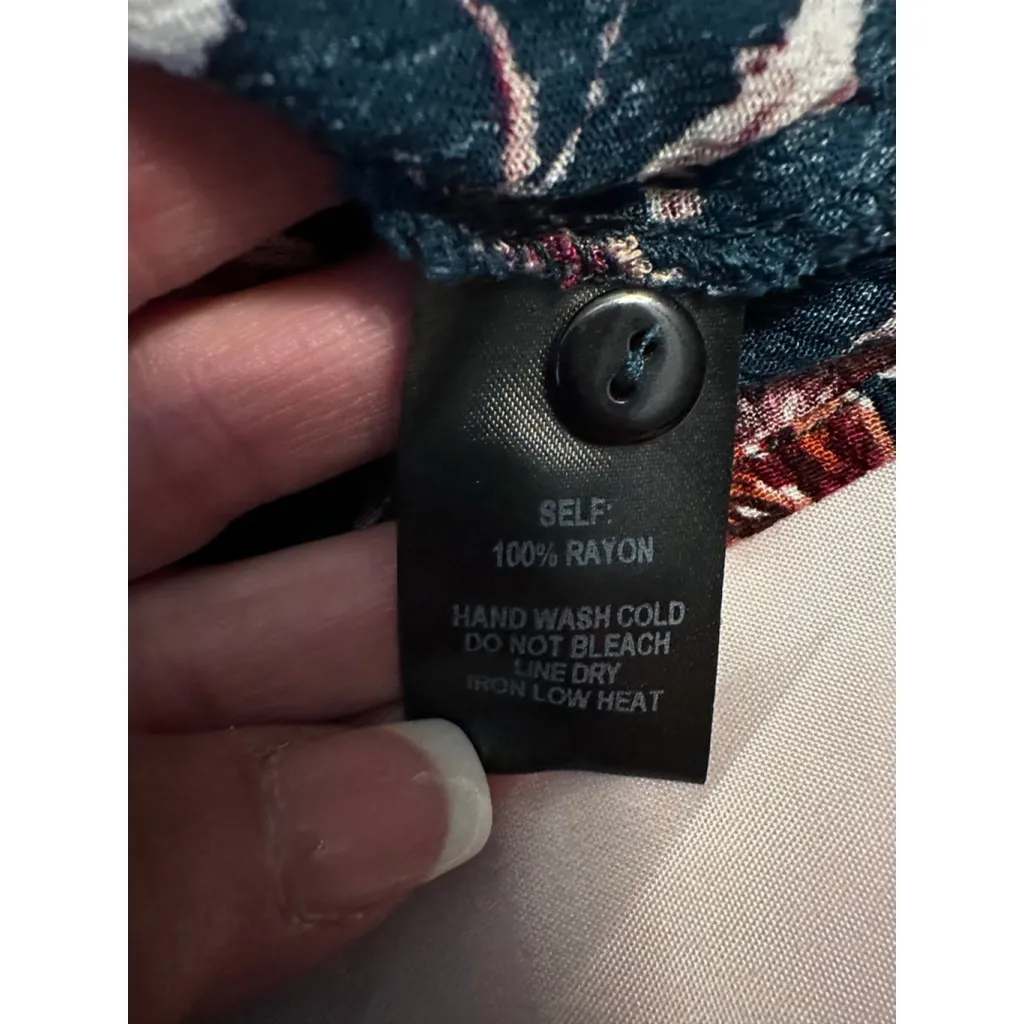 SELF:
100% RAYON
HAND WASH COLD
DO NOT BLEACH
LINE DRY
IRON LOW HEAT